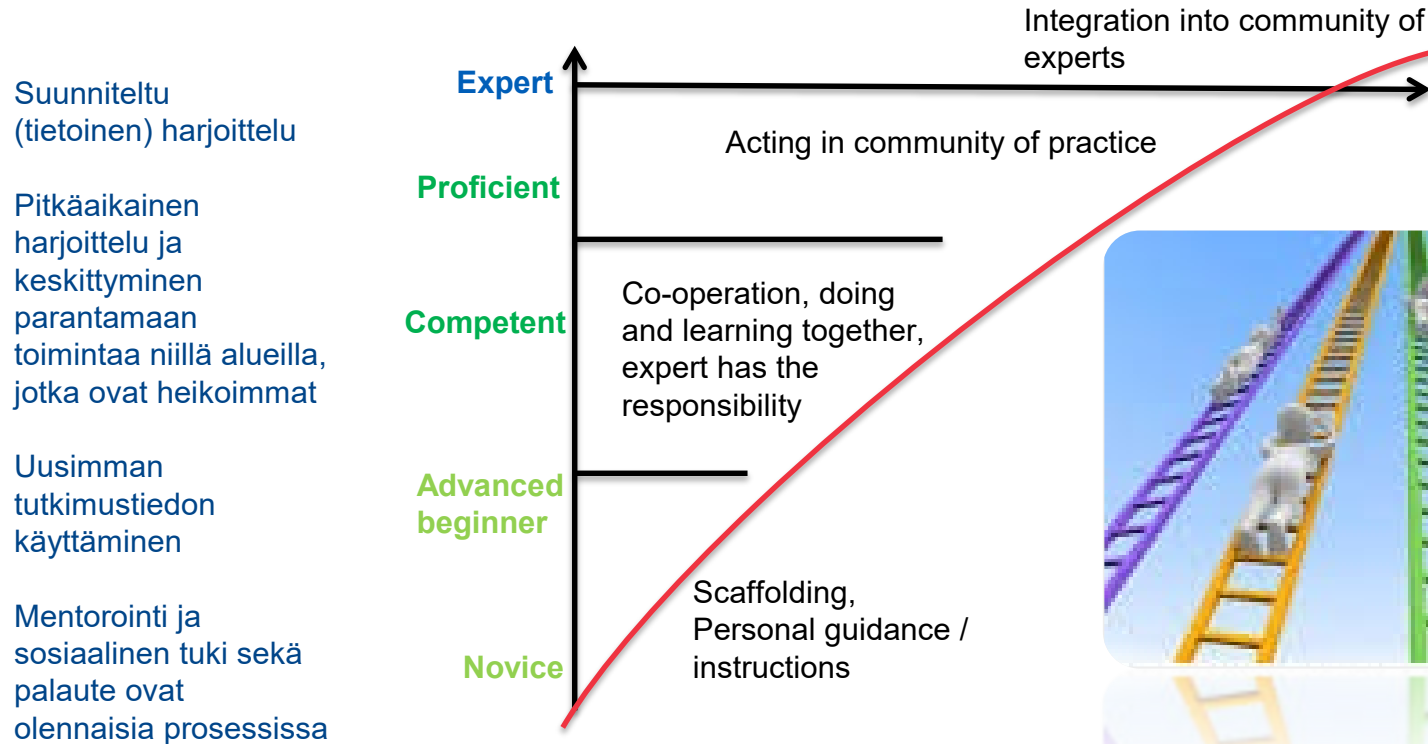 Suunniteltu
(tietoinen) harjoittelu
Pitkäaikainen
harjoittelu ja
keskittyminen
parantamaan
toimintaa niillä alueilla,
jotka ovat heikoimmat
Uusimman
tutkimustiedon
käyttäminen
Mentorointi ja
sosiaalinen tuki sekä
palaute ovat
olennaisia prosessissa
Expert
Proficient
Competent
Advanced
beginner
Novice
Integration into community of
experts
Acting in community of practice
Co-operation, doing
and learning together,
expert has the
responsibility
Scaffolding,
Personal guidance /
instructions